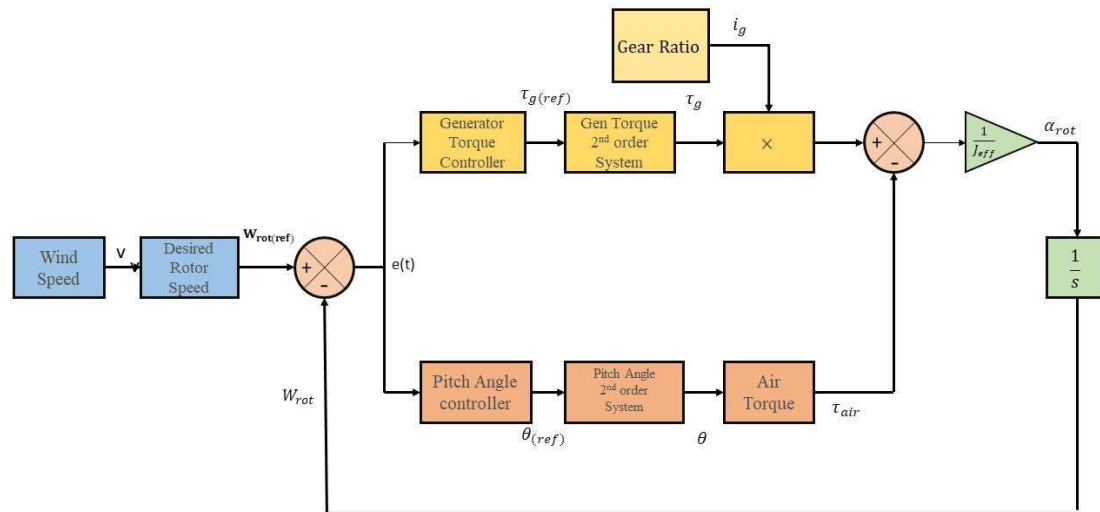 Gear Ratio
i_g
τ_g(ref)
τ_g
Generator
Torque
Controller
Gen Torque
2nd order
System
×
+
-
1
J_eff
α_rot
Wind
Speed
v
Desired
Rotor
Speed
W_rot(ref)
+
-
e(t)
1
s
W_rot
Pitch Angle
controller
θ_(ref)
Pitch Angle
2nd order
System
θ
Air
Torque
τ_air